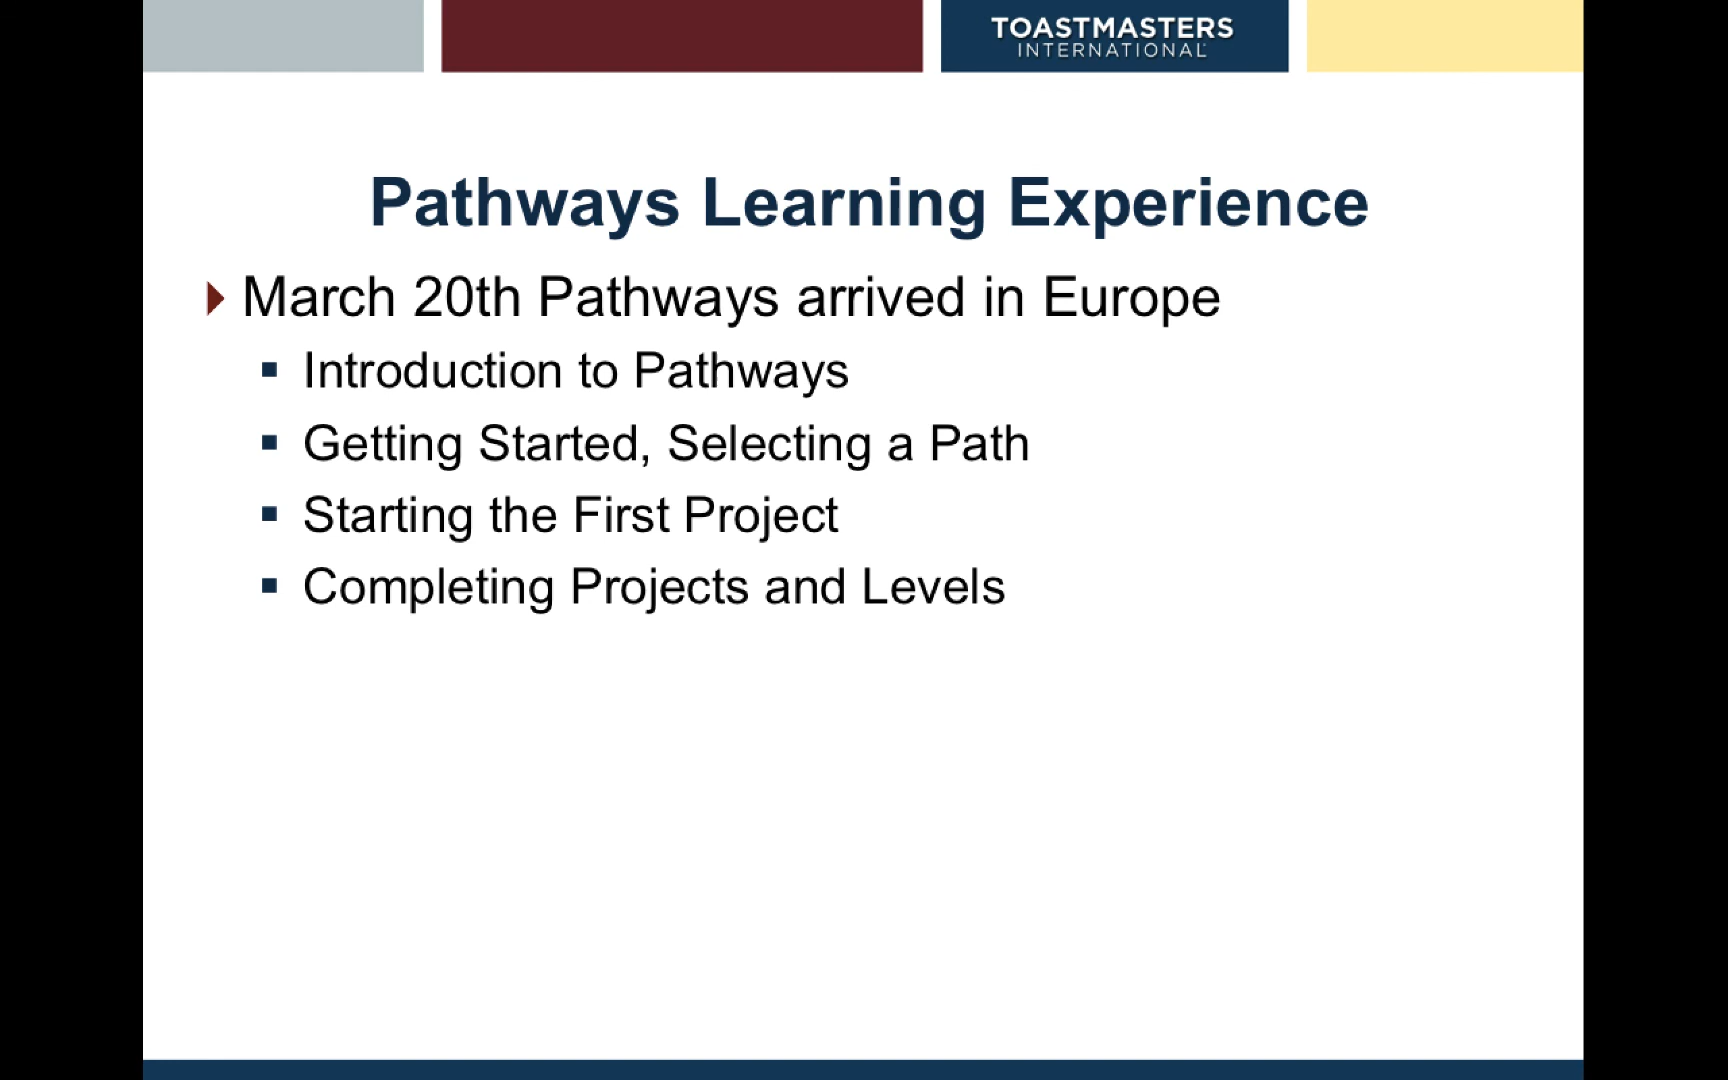 TOASTMASTERS
INTERNATIONAL
Pathways Learning Experience
March 20th Pathways arrived in Europe
Introduction to Pathways
Getting Started, Selecting a Path
Starting the First Project
Completing Projects and Levels